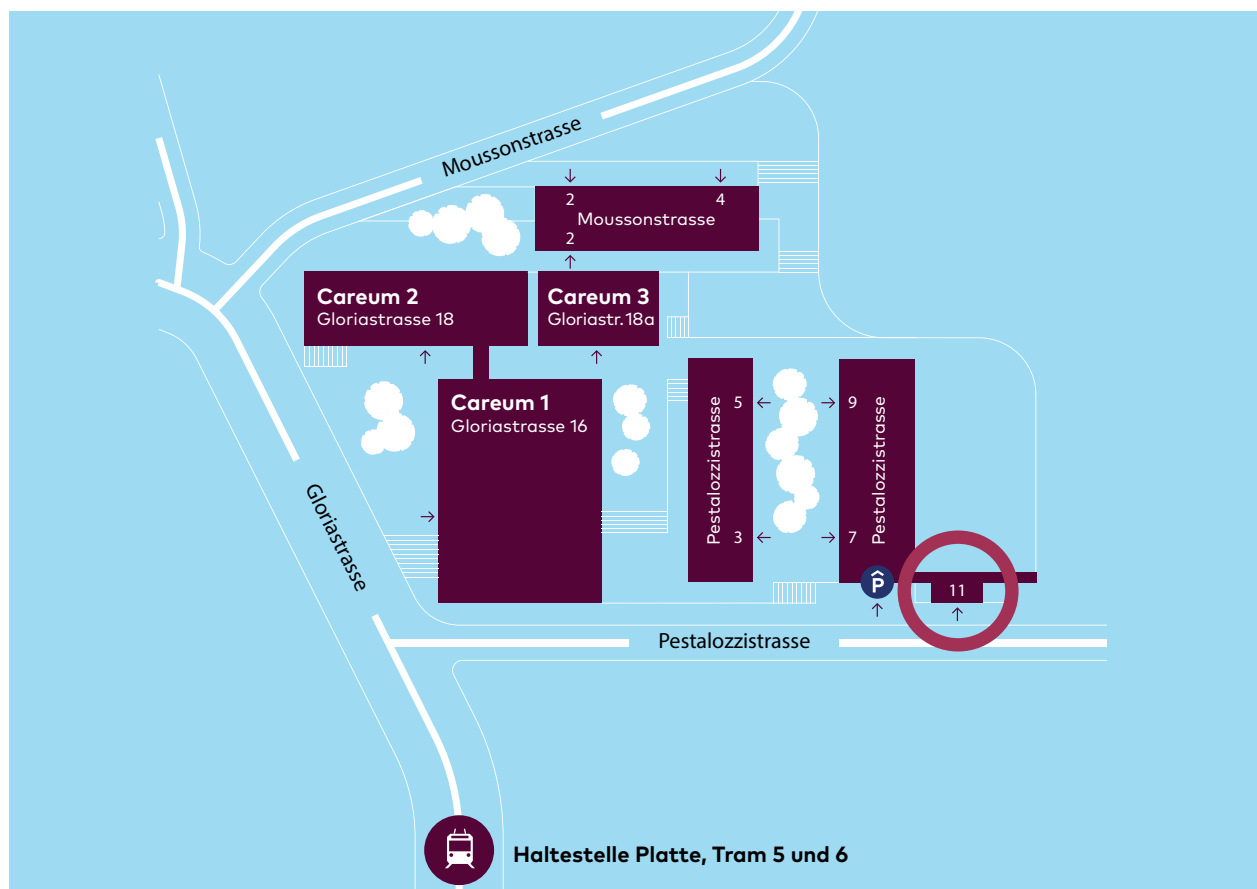 Moussonstrasse
2
4
Moussonstrasse
2
Careum 2
Gloriastrasse 18
Careum 3
Gloriastr. 18a
Careum 1
Gloriastrasse 16
5
Pestalozzistrasse
3
9
Pestalozzistrasse
7
Gloriastrasse
P
11
Pestalozzistrasse
Haltestelle Platte, Tram 5 und 6